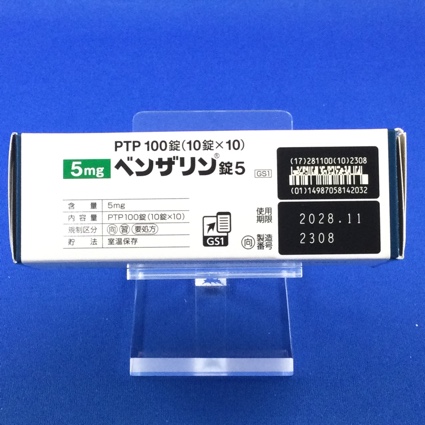 PTP 100錠(10錠×10)
5mg ベンザリン®錠5 GS1
含量 5mg
内容量 PTP100錠(10錠×10)
規制区分 向 習 要処方
貯法 室温保存
GS1
(17)281100(10)2308
(01)14987058142032
使用期限 2028.11
向 製造番号 2308